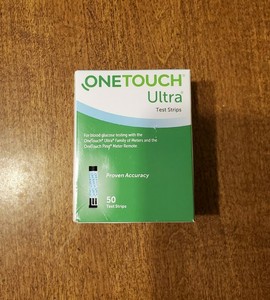 ONETOUCH®
Ultra®
Test Strips
For blood glucose testing with the
OneTouch® Ultra® Family of Meters and the
OneTouch Ping® Meter Remote.
Proven Accuracy
50
Test Strips